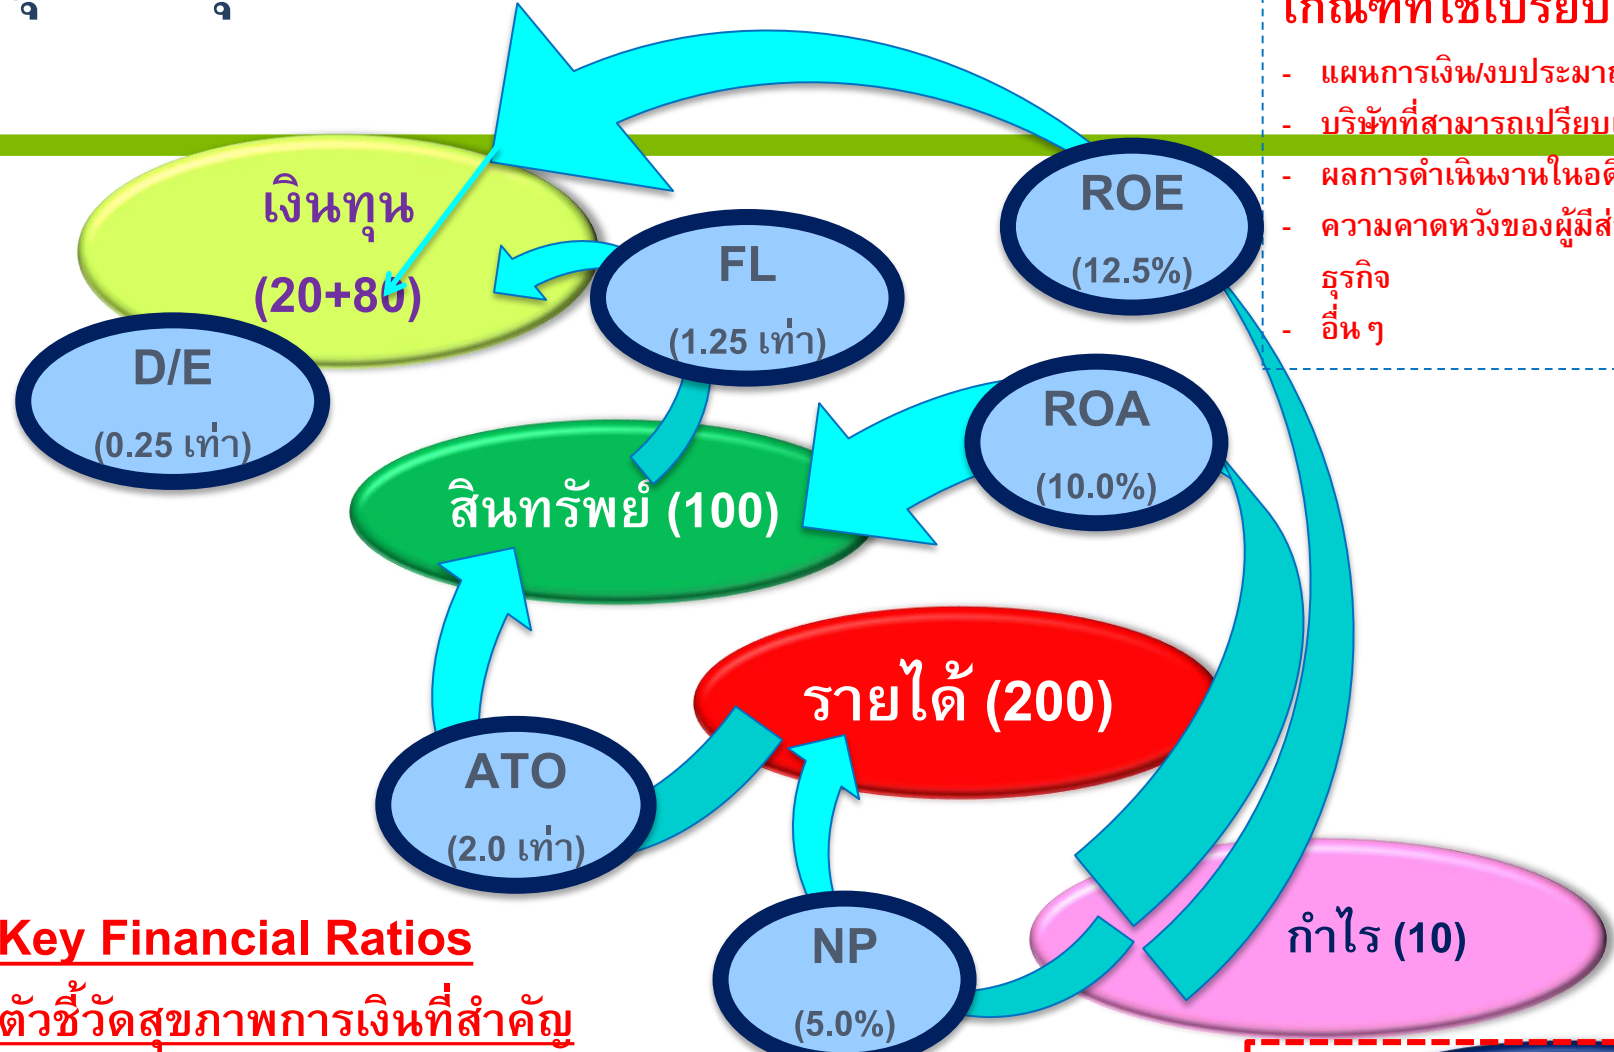 เงินทุน
(20+80)
D/E
(0.25 เท่า)
FL
(1.25 เท่า)
ROE
(12.5%)
ROA
(10.0%)
สินทรัพย์ (100)
รายได้ (200)
ATO
(2.0 เท่า)
NP
(5.0%)
กำไร (10)
เกณฑ์ที่ใช้เปรียบ
- แผนการเงิน/งบประมาณ
- บริษัทที่สามารถเปรียบ
- ผลการดำเนินงานในอดี
- ความคาดหวังของผู้มีส่
ธุรกิจ
- อื่น ๆ
Key Financial Ratios
ตัวชี้วัดสุขภาพการเงินที่สำคัญ